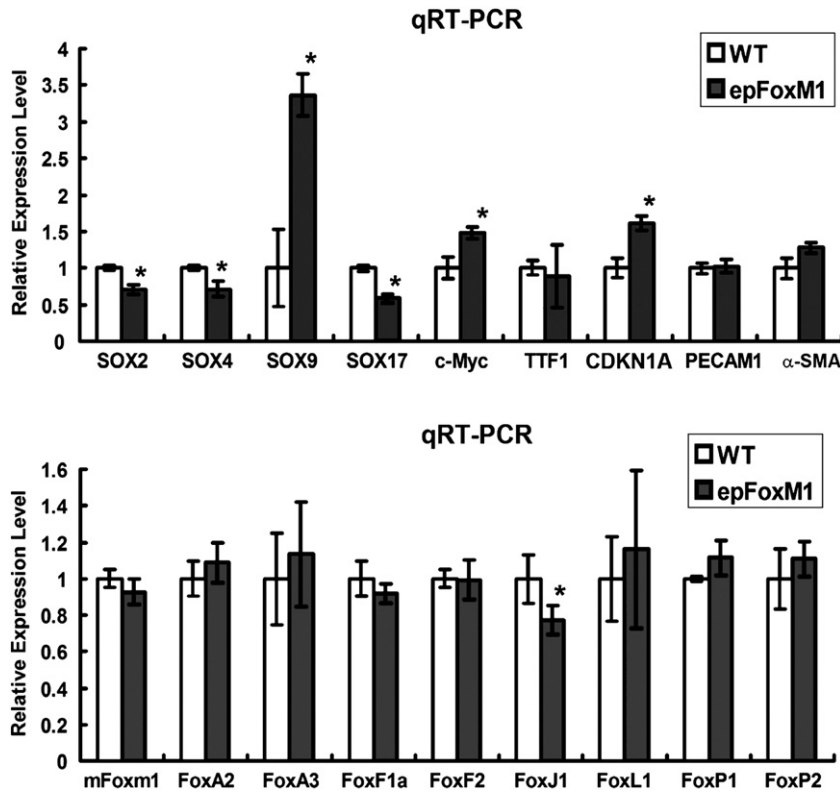 qRT-PCR
WT
epFoxM1
Relative Expression Level
4
3.5
3
2.5
2
1.5
1
0.5
0
*
*
*
*
*
*
SOX2 SOX4 SOX9 SOX17 c-Myc TTF1 CDKN1A PECAM1 α-SMA
qRT-PCR
WT
epFoxM1
Relative Expression Level
1.6
1.4
1.2
1
0.8
0.6
0.4
0.2
0
*
mFoxm1 FoxA2 FoxA3 FoxF1a FoxF2 FoxJ1 FoxL1 FoxP1 FoxP2